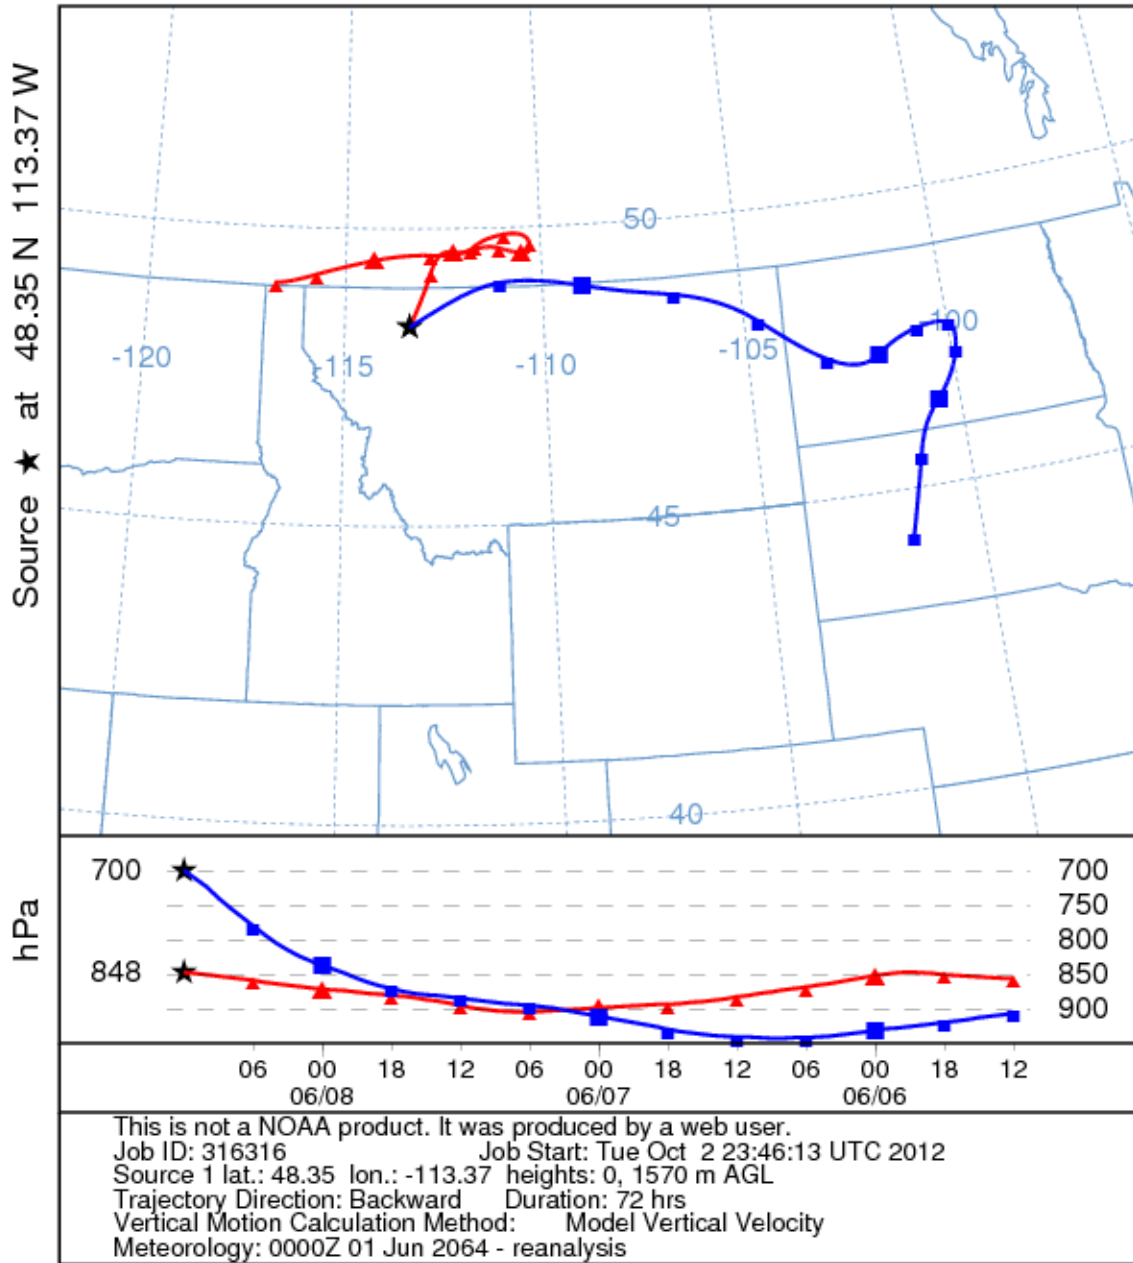 Source ★ at 48.35 N 113.37 W
50
-120
-115
-110
-105
-100
45
40
hPa
700
848
700
750
800
850
900
06 00 18 12 06 00 18 12 06 00 18 12
06/08 06/07 06/06
This is not a NOAA product. It was produced by a web user.
Job ID: 316316 Job Start: Tue Oct 2 23:46:13 UTC 2012
Source 1 lat.: 48.35 lon.: -113.37 heights: 0, 1570 m AGL
Trajectory Direction: Backward Duration: 72 hrs
Vertical Motion Calculation Method: Model Vertical Velocity
Meteorology: 0000Z 01 Jun 2064 - reanalysis